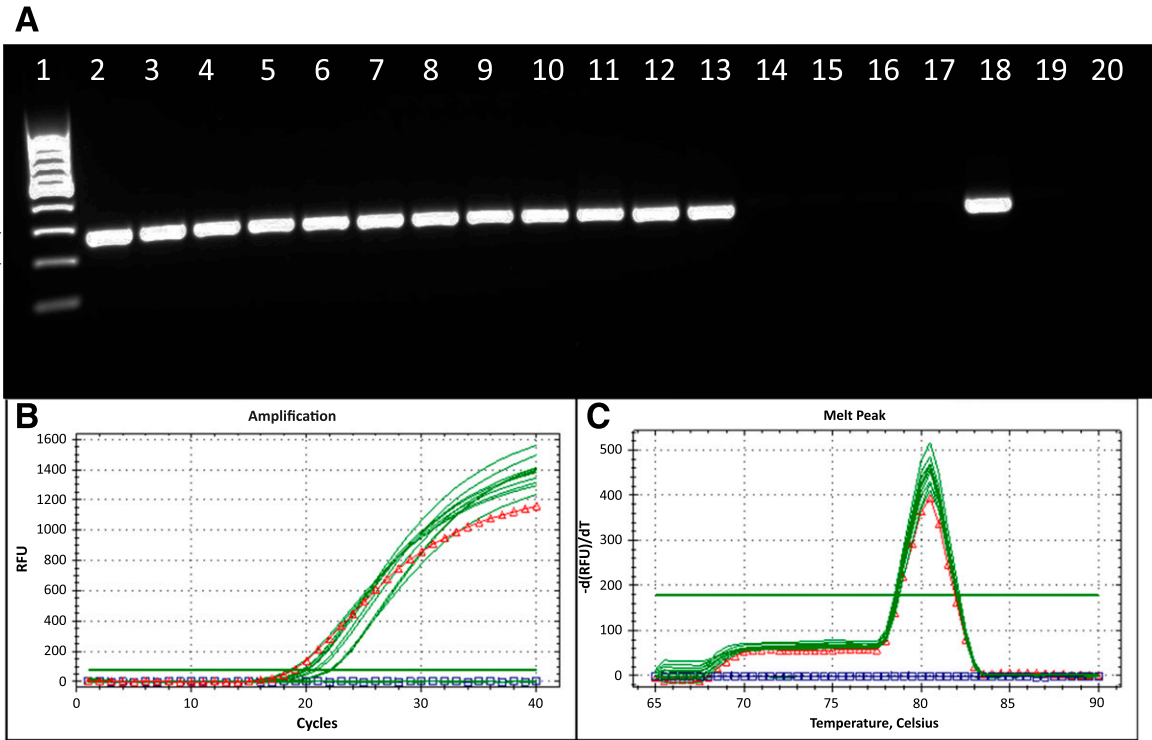 A
1 2 3 4 5 6 7 8 9 10 11 12 13 14 15 16 17 18 19 20
B
Amplification
1600
1400
1200
1000
800
600
400
200
0
RFU
0 10 20 30 40
Cycles
C
Melt Peak
500
400
300
200
100
0
-d(RFU)/dT
65 70 75 80 85 90
Temperature, Celsius